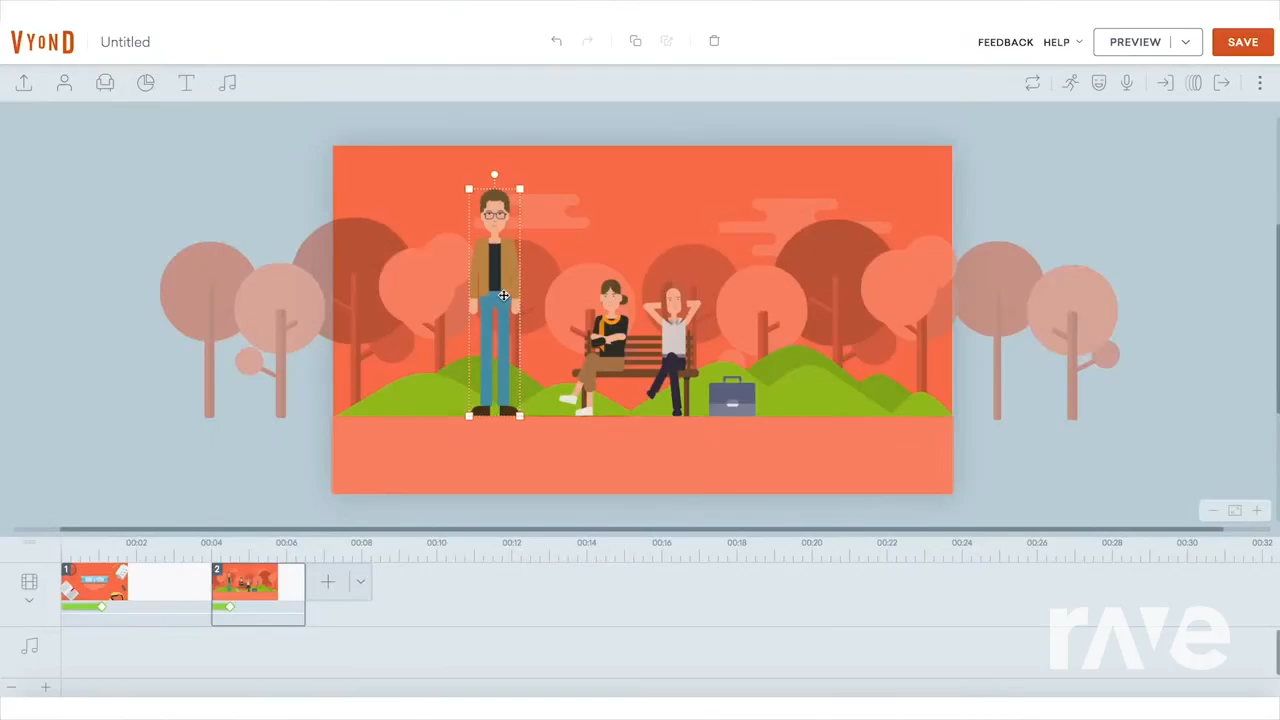 VYOND
Untitled
FEEDBACK
HELP
PREVIEW
SAVE
00:02
00:04
00:06
00:08
00:10
00:12
00:14
00:16
00:18
00:20
00:22
00:24
00:26
00:28
00:30
00:32
1
2
rave